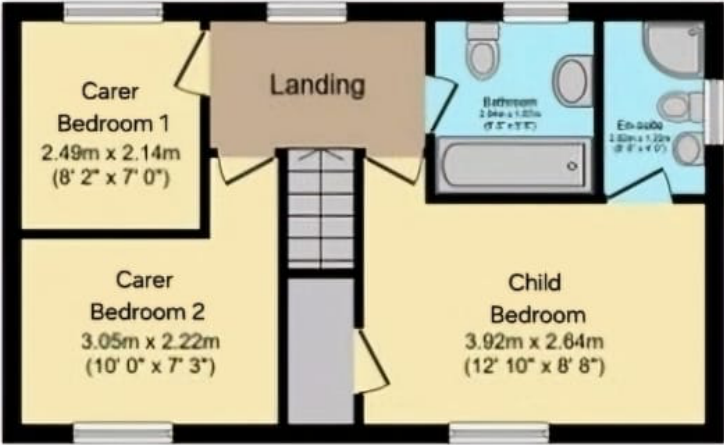 Carer
Bedroom 1
2.49m x 2.14m
(8' 2" x 7' 0")
Landing
Bathroom
En-suite
Carer
Bedroom 2
3.05m x 2.22m
(10' 0" x 7' 3")
Child
Bedroom
3.92m x 2.64m
(12' 10" x 8' 8")